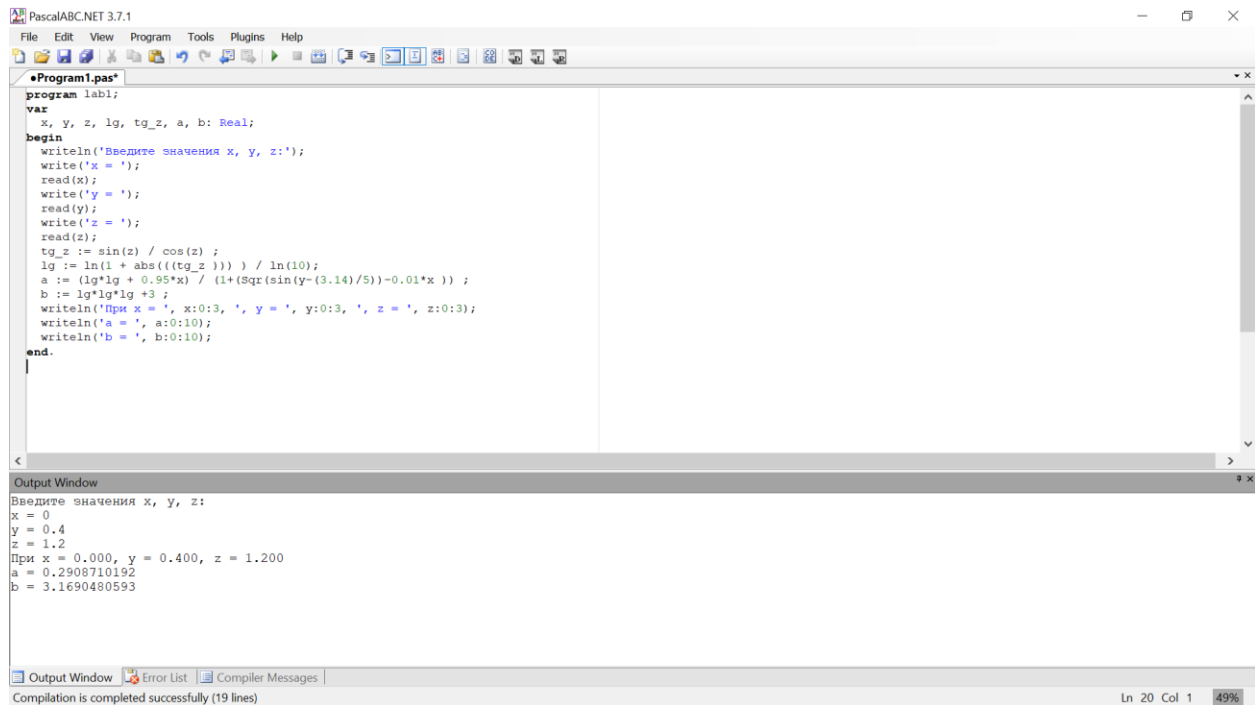 PascalABC.NET 3.7.1
File Edit View Program Tools Plugins Help
•Program1.pas*
program lab1;
var
  x, y, z, lg, tg_z, a, b: Real;
begin
  writeln('Введите значения x, y, z:');
  write('x = ');
  read(x);
  write('y = ');
  read(y);
  write('z = ');
  read(z);
  tg_z := sin(z) / cos(z) ;
  lg := ln(1 + abs(((tg_z ))) ) / ln(10);
  a := (lg*lg + 0.95*x) / (1+(Sqr(sin(y-(3.14)/5))-0.01*x )) ;
  b := lg*lg*lg +3 ;
  writeln('При x = ', x:0:3, ', y = ', y:0:3, ', z = ', z:0:3);
  writeln('a = ', a:0:10);
  writeln('b = ', b:0:10);
end.
Output Window
Введите значения x, y, z:
x = 0
y = 0.4
z = 1.2
При x = 0.000, y = 0.400, z = 1.200
a = 0.2908710192
b = 3.1690480593
Output Window Error List Compiler Messages
Compilation is completed successfully (19 lines) Ln 20 Col 1 49%